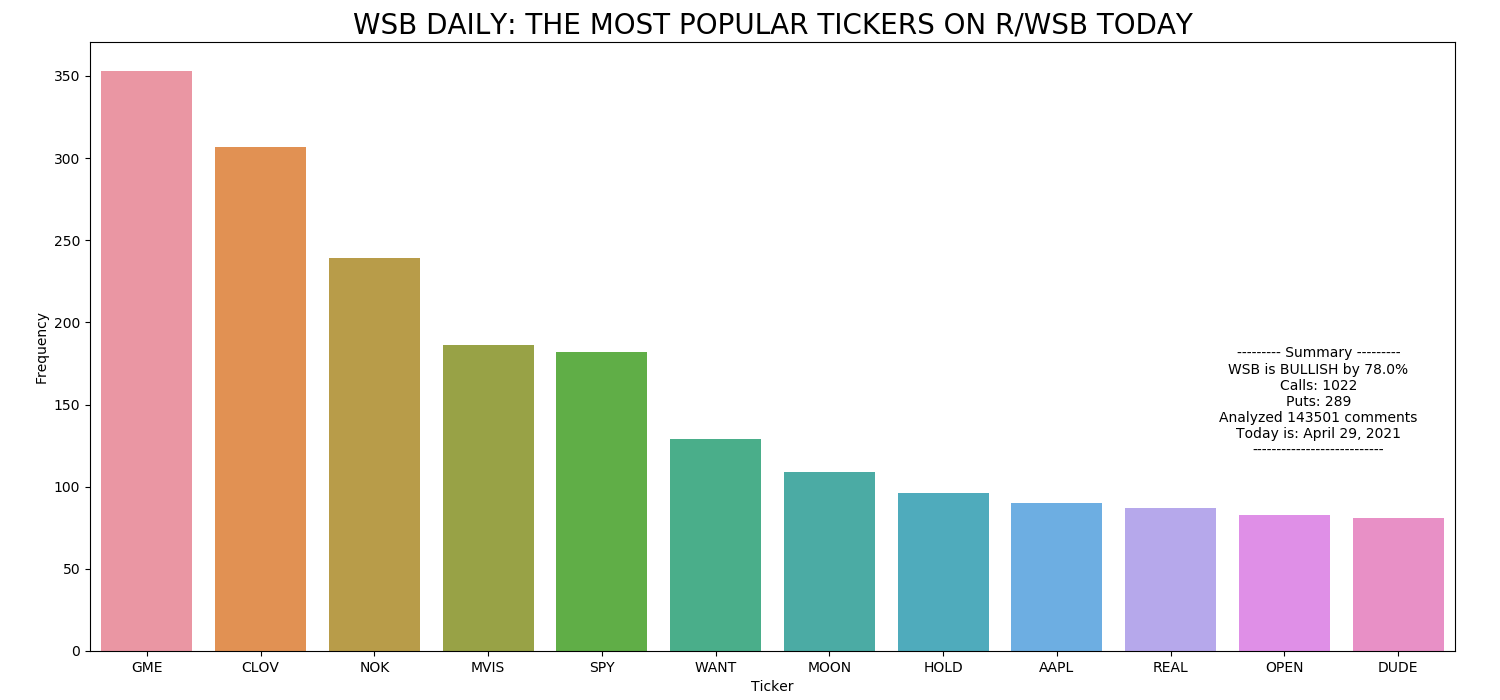 WSB DAILY: THE MOST POPULAR TICKERS ON R/WSB TODAY
350
300
250
200
150
100
50
0
Frequency
--------- Summary ---------
WSB is BULLISH by 78.0%
Calls: 1022
Puts: 289
Analyzed 143501 comments
Today is: April 29, 2021
---------------------------
GME CLOV NOK MVIS SPY WANT MOON HOLD AAPL REAL OPEN DUDE
Ticker